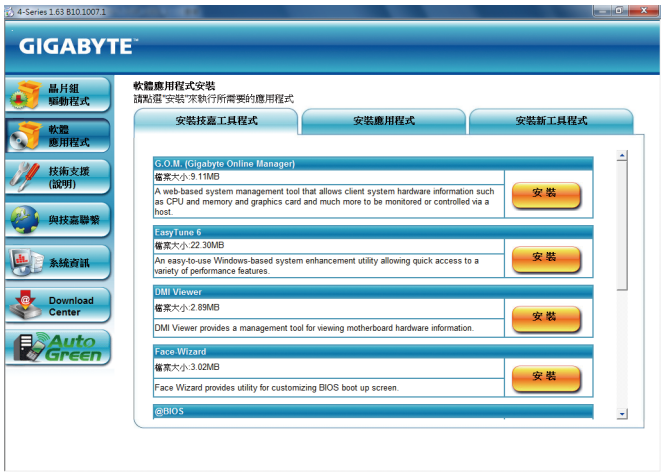 4-Series 1.63 B10.1007.1
GIGABYTE™
晶片組
驅動程式
軟體
應用程式
技術支援
(說明)
與技嘉聯繫
系統資訊
Download
Center
Auto
Green
軟體應用程式安裝
請點選"安裝"來執行所需要的應用程式
安裝技嘉工具程式
安裝應用程式
安裝新工具程式
G.O.M. (Gigabyte Online Manager)
檔案大小:9.11MB
A web-based system management tool that allows client system hardware information such
as CPU and memory and graphics card and much more to be monitored or controlled via a
host.
安裝
EasyTune 6
檔案大小:22.30MB
An easy-to-use Windows-based system enhancement utility allowing quick access to a
variety of performance features.
安裝
DMI Viewer
檔案大小:2.89MB
DMI Viewer provides a management tool for viewing motherboard hardware information.
安裝
Face-Wizard
檔案大小:3.02MB
Face Wizard provides utility for customizing BIOS boot up screen.
安裝
@BIOS